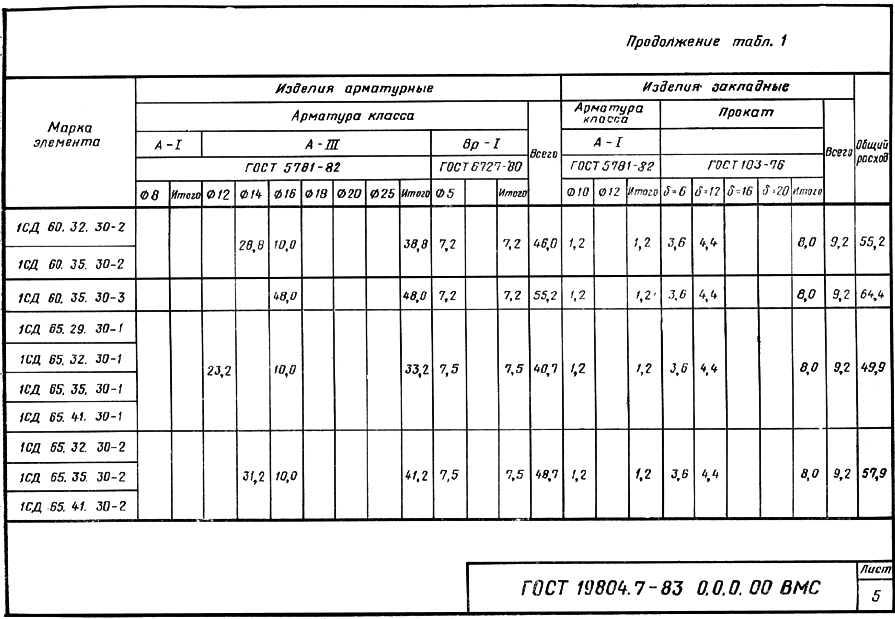 Продолжение табл. 1
Марка элемента
Изделия арматурные
Изделия закладные
Общий расход
Арматура класса
Всего
Арматура класса
Прокат
Всего
А-I
А-III
Вр-I
А-I
ГОСТ 5781-82
ГОСТ 6727-80
ГОСТ 5781-82
ГОСТ 103-76
Ф8 Итого Ф12 Ф14 Ф16 Ф18 Ф20 Ф25 Итого Ф5 Итого Ф10 Ф12 Итого δ=6 δ=12 δ=16 δ=20 Итого
1СД 60.32.30-2
28,8 10,0 38,8 7,2 7,2 46,0 1,2 1,2 3,6 4,4 8,0 9,2 55,2
1СД 60.35.30-2
1СД 60.35.30-3 48,0 48,0 7,2 7,2 55,2 1,2 1,2 3,6 4,4 8,0 9,2 64,4
1СД 65.29.30-1
1СД 65.32.30-1
23,2 10,0 33,2 7,5 7,5 40,7 1,2 1,2 3,6 4,4 8,0 9,2 49,9
1СД 65.35.30-1
1СД 65.41.30-1
1СД 65.32.30-2
1СД 65.35.30-2 31,2 10,0 41,2 7,5 7,5 48,7 1,2 1,2 3,6 4,4 8,0 9,2 57,9
1СД 65.41.30-2
ГОСТ 19804.7-83 0.0.0.00 ВМС
Лист
5